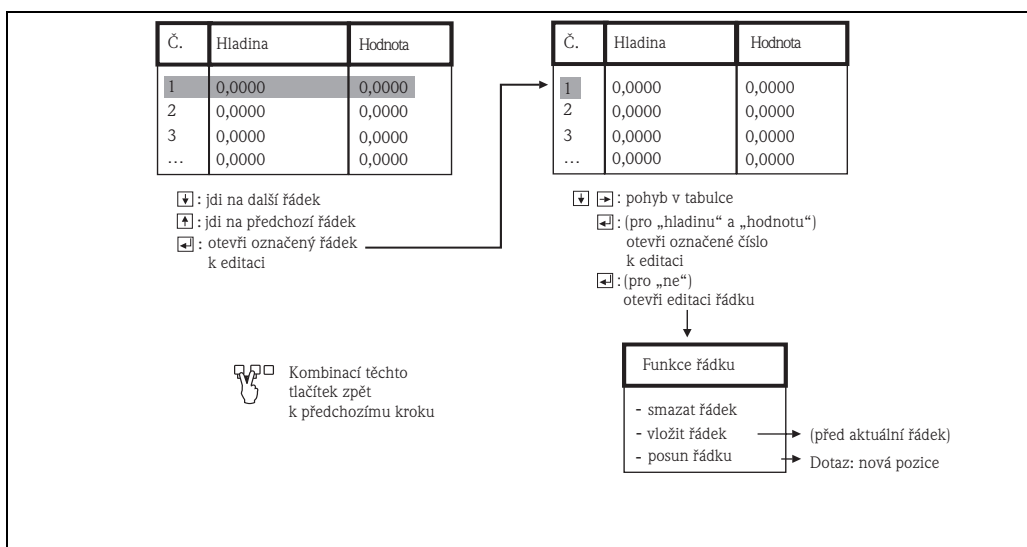 Č. Hladina Hodnota
1 0,0000 0,0000
2 0,0000 0,0000
3 0,0000 0,0000
... 0,0000 0,0000
: jdi na další řádek
: jdi na předchozí řádek
: otevři označený řádek
k editaci
Č. Hladina Hodnota
1 0,0000 0,0000
2 0,0000 0,0000
3 0,0000 0,0000
... 0,0000 0,0000
: pohyb v tabulce
: (pro „hladinu“ a „hodnotu“)
otevři označené číslo
k editaci
: (pro „ne“)
otevři editaci řádku
Kombinací těchto
tlačítek zpět
k předchozímu kroku
Funkce řádku
- smazat řádek
- vložit řádek (před aktuální řádek)
- posun řádku Dotaz: nová pozice